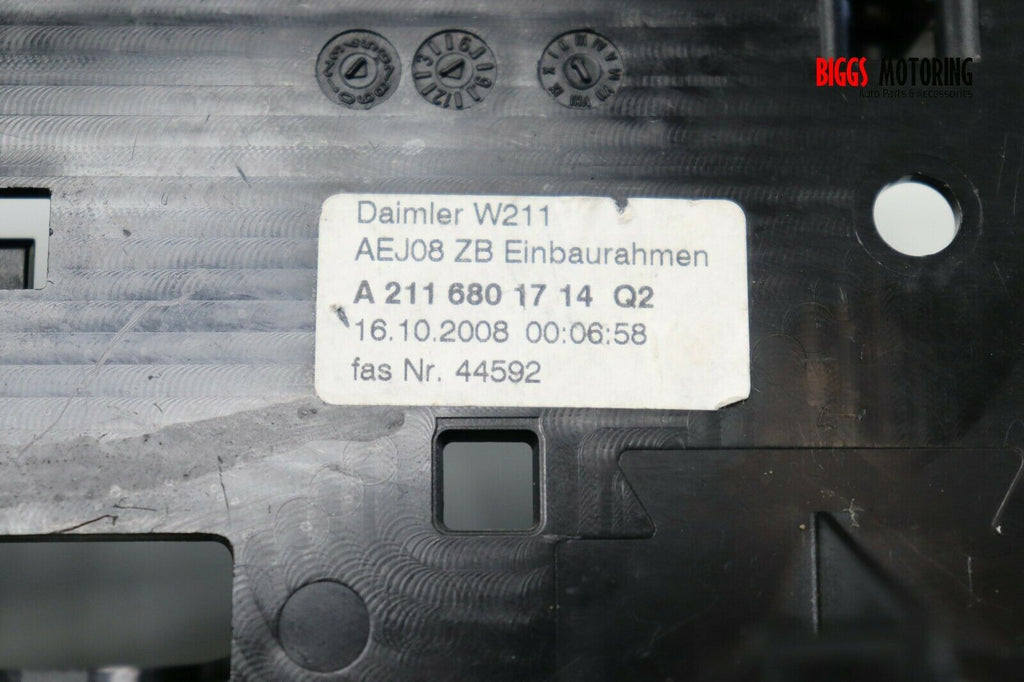 BIGGS MOTORING
Auto Parts & Accessories
Daimler W211
AEJ08 ZB Einbaurahmen
A 211 680 17 14 Q2
16.10.2008 00:06:58
fas Nr. 44592